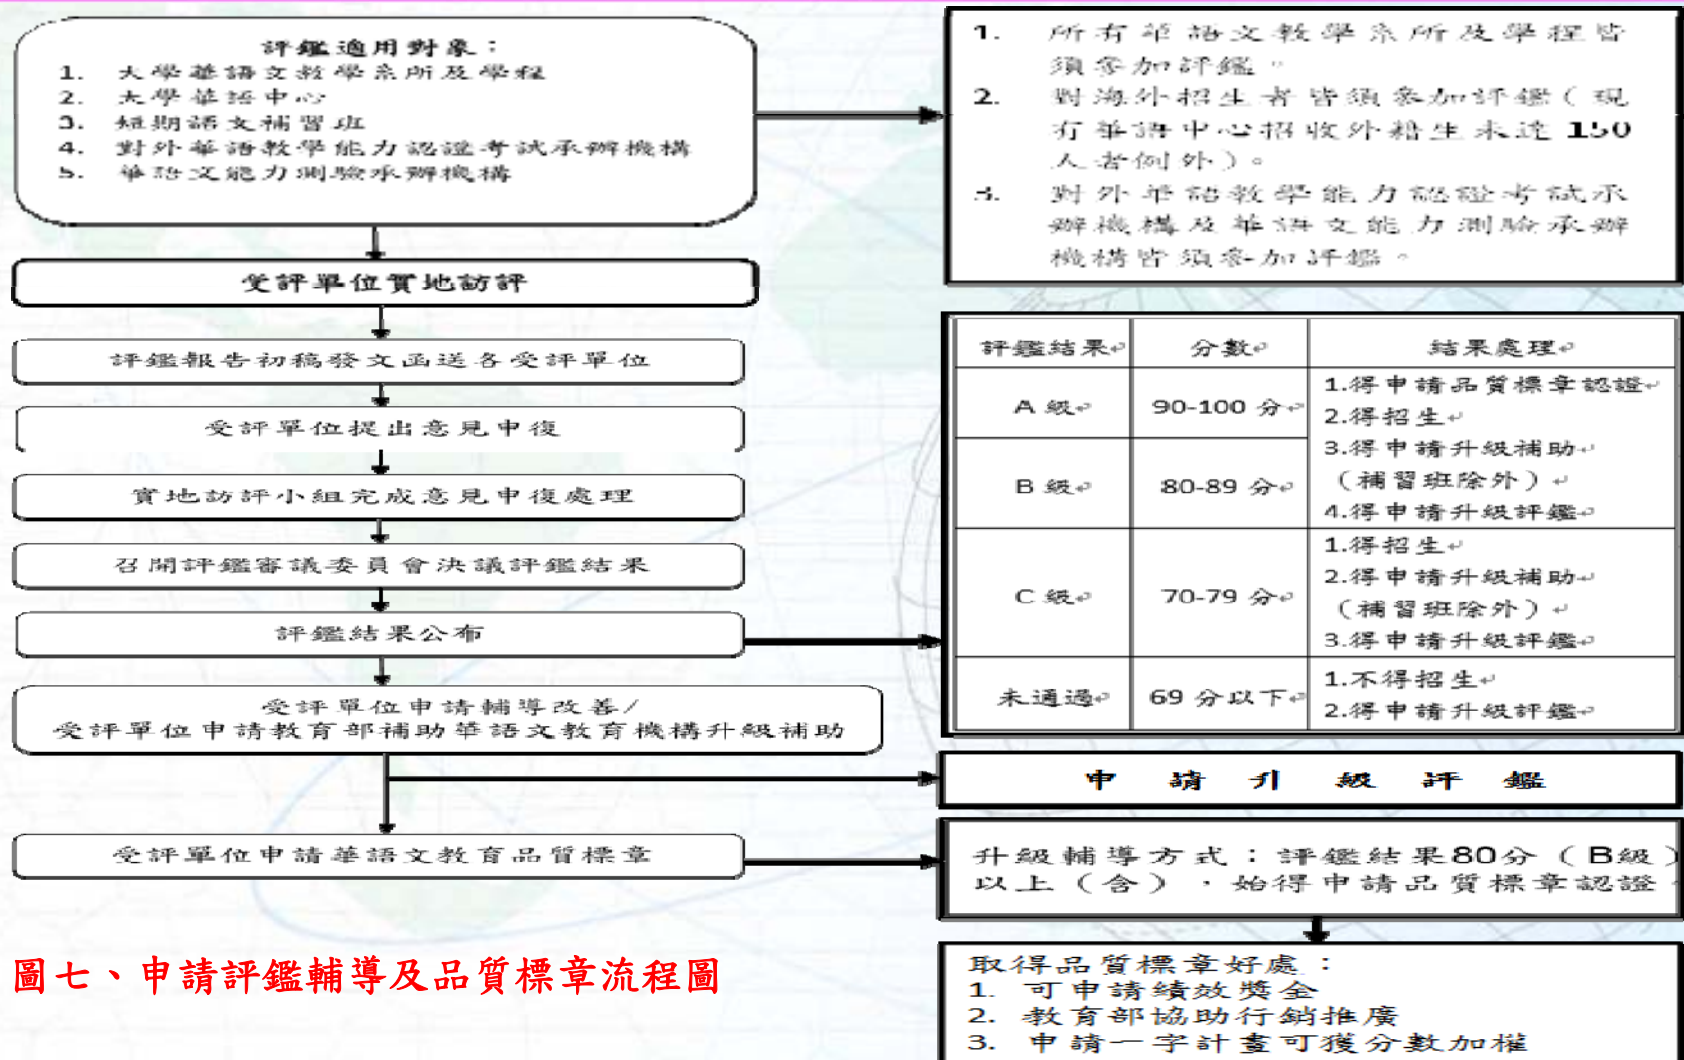 評鑑適用對象：
1. 大學華語文教學系所及學程
2. 大學華語中心
3. 短期語文補習班
4. 對外華語教學能力認證考試承辦機構
5. 華語文能力測驗承辦機構
受評單位實地訪評
評鑑報告初稿發文函送各受評單位
受評單位提出意見申復
實地訪評小組完成意見申復處理
召開評鑑審議委員會決議評鑑結果
評鑑結果公布
受評單位申請輔導改善/
受評單位申請教育部補助華語文教育機構升級補助
受評單位申請華語文教育品質標章
圖七、申請評鑑輔導及品質標章流程圖
1. 所有華語文教學系所及學程皆
須參加評鑑。
2. 對海外招生者皆須參加評鑑（現
有華語中心招收外籍生未達 150
人者例外）。
3. 對外華語教學能力認證考試承
辦機構及華語文能力測驗承辦
機構皆須參加評鑑。
評鑑結果 分數 結果處理
A 級 90-100 分
1.得申請品質標章認證
2.得招生
3.得申請升級補助
（補習班除外）
4.得申請升級評鑑
B 級 80-89 分
C 級 70-79 分
1.得招生
2.得申請升級補助
（補習班除外）
3.得申請升級評鑑
未通過 69 分以下
1.不得招生
2.得申請升級評鑑
申請升級評鑑
升級輔導方式：評鑑結果80分（B級）
以上（含），始得申請品質標章認證
取得品質標章好處：
1. 可申請績效獎金
2. 教育部協助行銷推廣
3. 申請一字計畫可獲分數加權